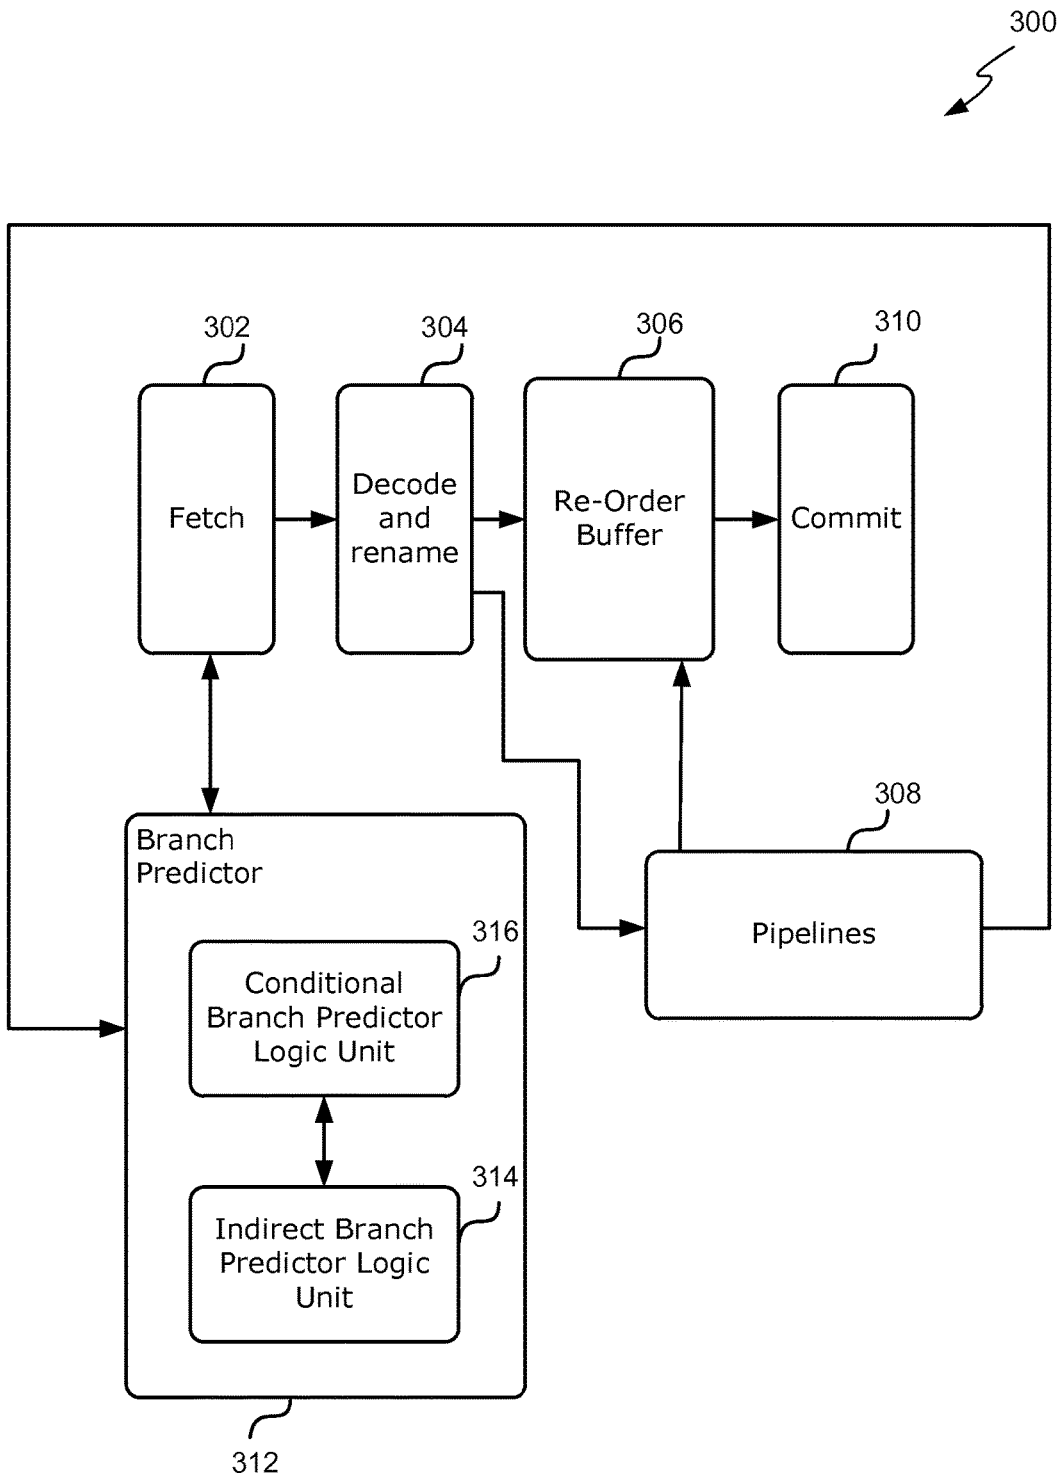 300
302
304
306
310
Fetch
Decode
and
rename
Re-Order
Buffer
Commit
308
Pipelines
Branch
Predictor
316
Conditional
Branch Predictor
Logic Unit
314
Indirect Branch
Predictor Logic
Unit
312